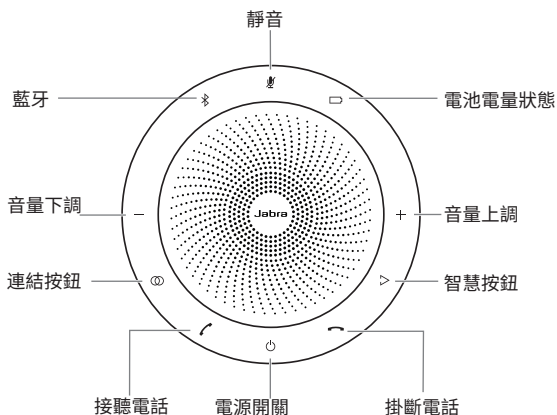 靜音
藍牙
電池電量狀態
音量下調
Jabra
音量上調
連結按鈕
智慧按鈕
接聽電話
電源開關
掛斷電話